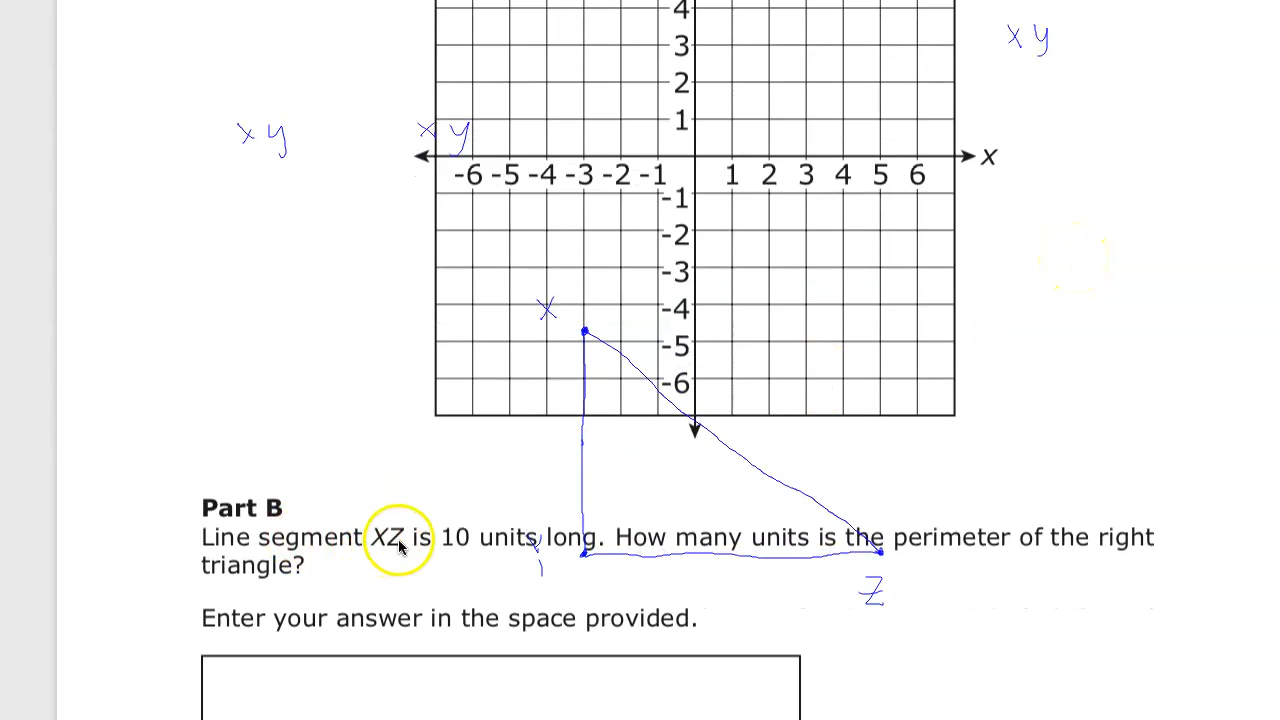 4
x y
3
2
x y
x y
1
x
-6 -5 -4 -3 -2 -1 1 2 3 4 5 6
-1
-2
-3
X
-4
-5
-6
Part B
Line segment XZ is 10 units long. How many units is the perimeter of the right
triangle?
Y
Z
Enter your answer in the space provided.